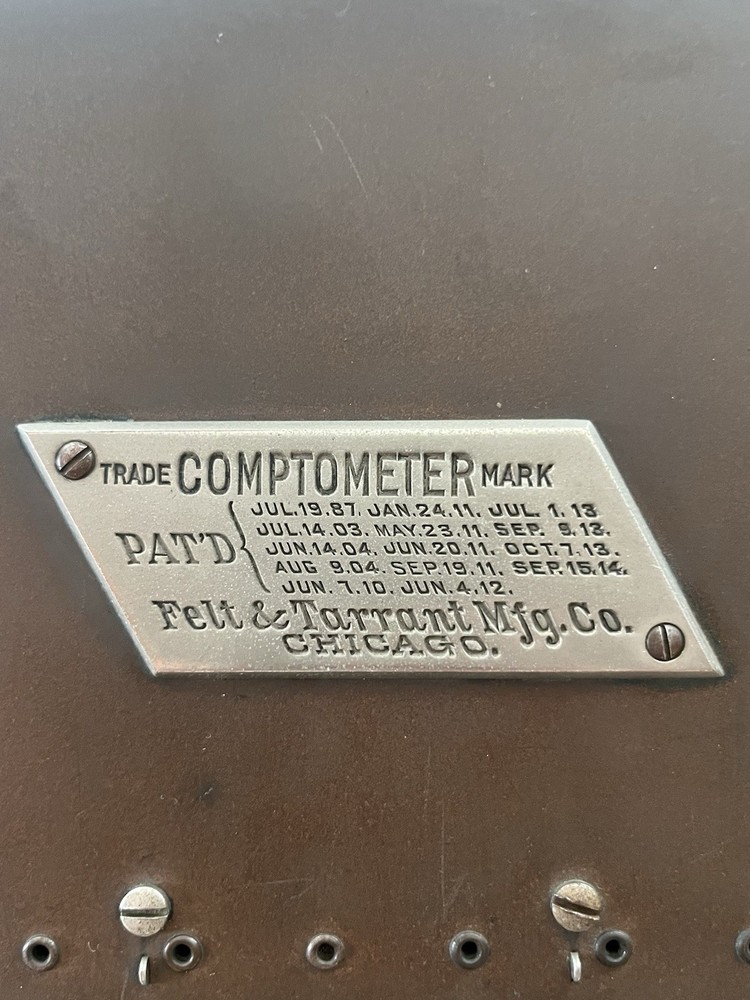 TRADE COMPTOMETER MARK
PAT'D
JUL.19.87. JAN.24.11. JUL. 1. 13
JUL.14.03. MAY.23.11. SEP. 9.13.
JUN.14.04. JUN.20.11. OCT.7.13.
AUG 9.04. SEP.19.11. SEP.15.14.
JUN. 7.10. JUN. 4.12.
Felt & Tarrant Mfg. Co.
CHICAGO.